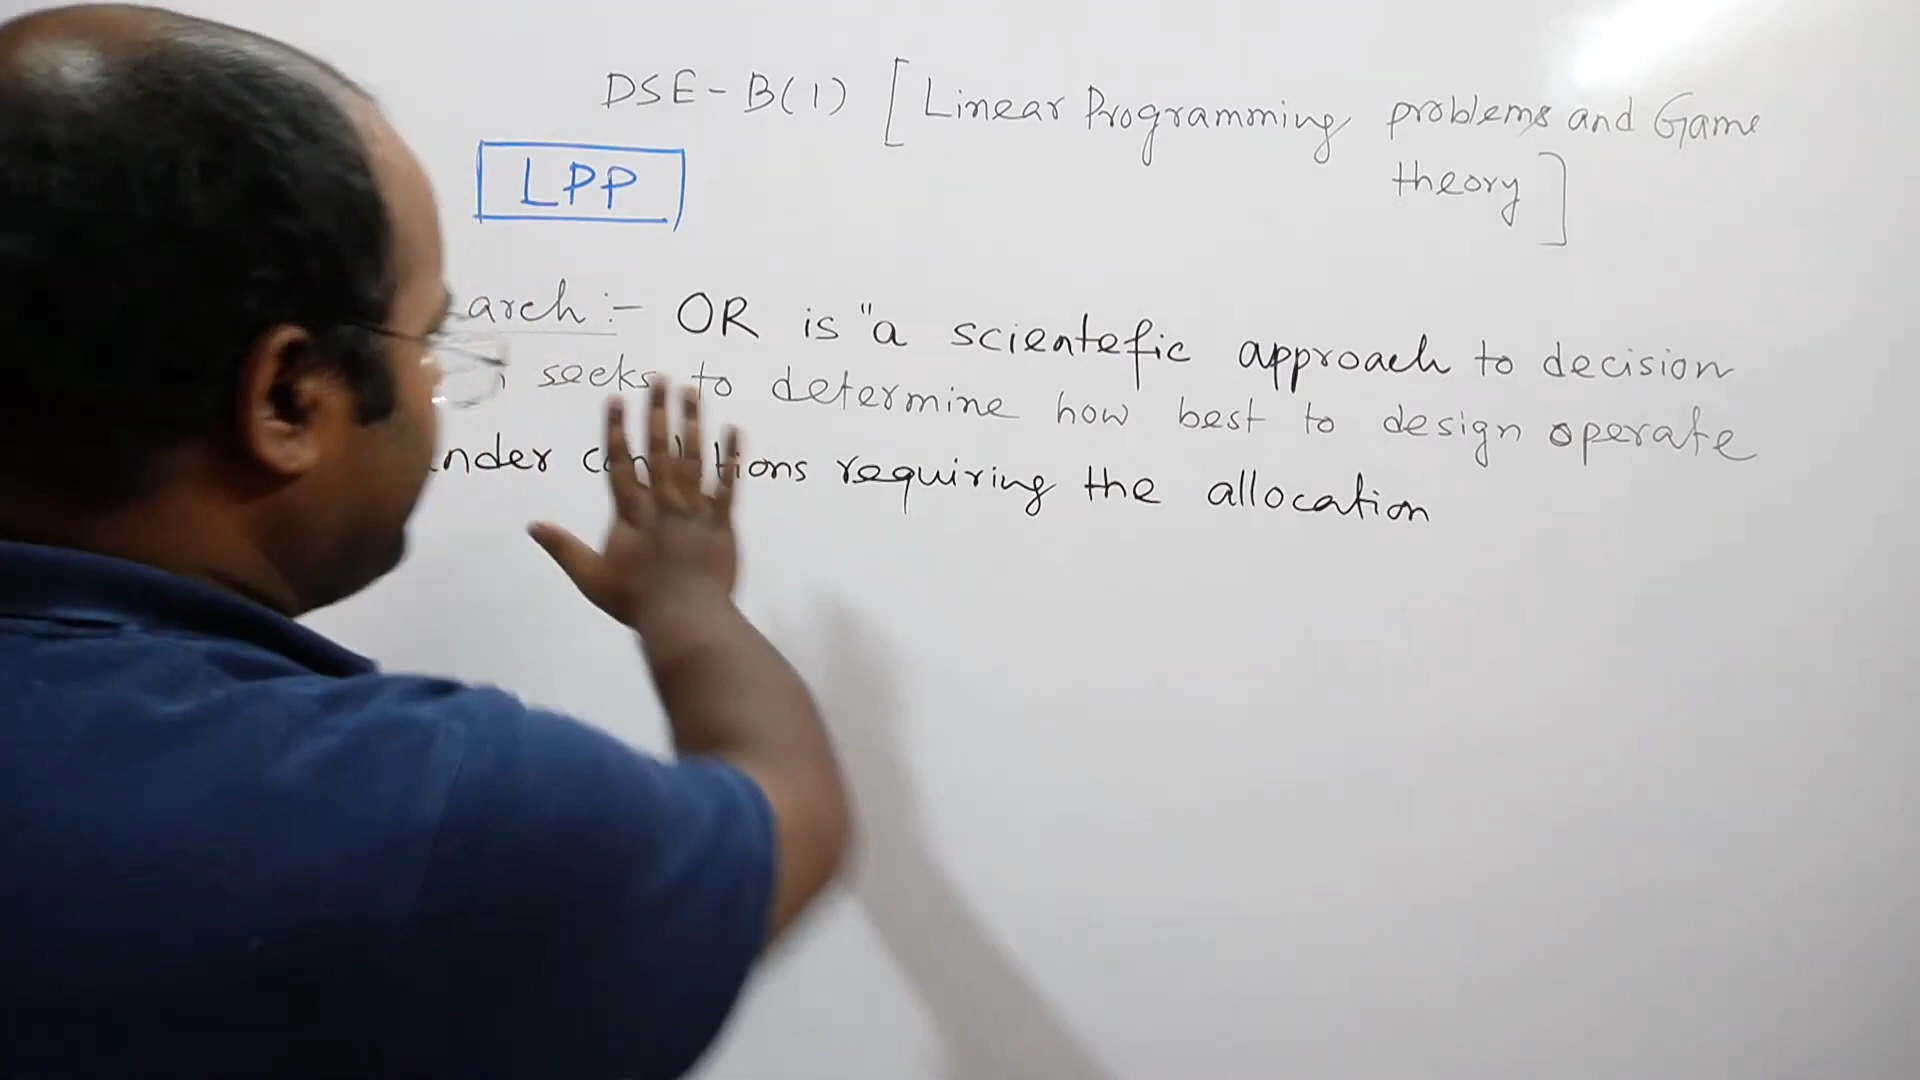 DSE-B(1) [Linear Programming problems and Game
theory]
LPP
arch :- OR is "a scientefic approach to decision
seeks to determine how best to design operate
nder requiring the allocation